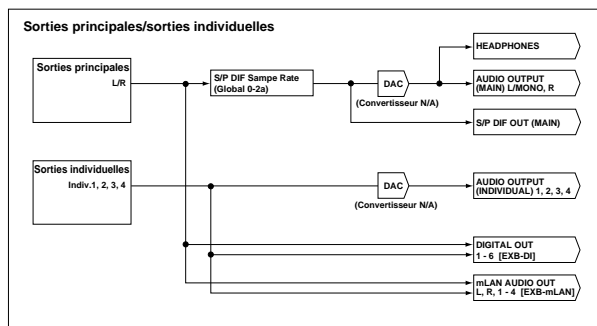 Sorties principales/sorties individuelles
HEADPHONES
Sorties principales
L/R
S/P DIF Sampe Rate
(Global 0-2a)
DAC
(Convertisseur N/A)
AUDIO OUTPUT
(MAIN) L/MONO, R
S/P DIF OUT (MAIN)
Sorties individuelles
Indiv.1, 2, 3, 4
DAC
(Convertisseur N/A)
AUDIO OUTPUT
(INDIVIDUAL) 1, 2, 3, 4
DIGITAL OUT
1 - 6 [EXB-DI]
mLAN AUDIO OUT
L, R, 1 - 4 [EXB-mLAN]